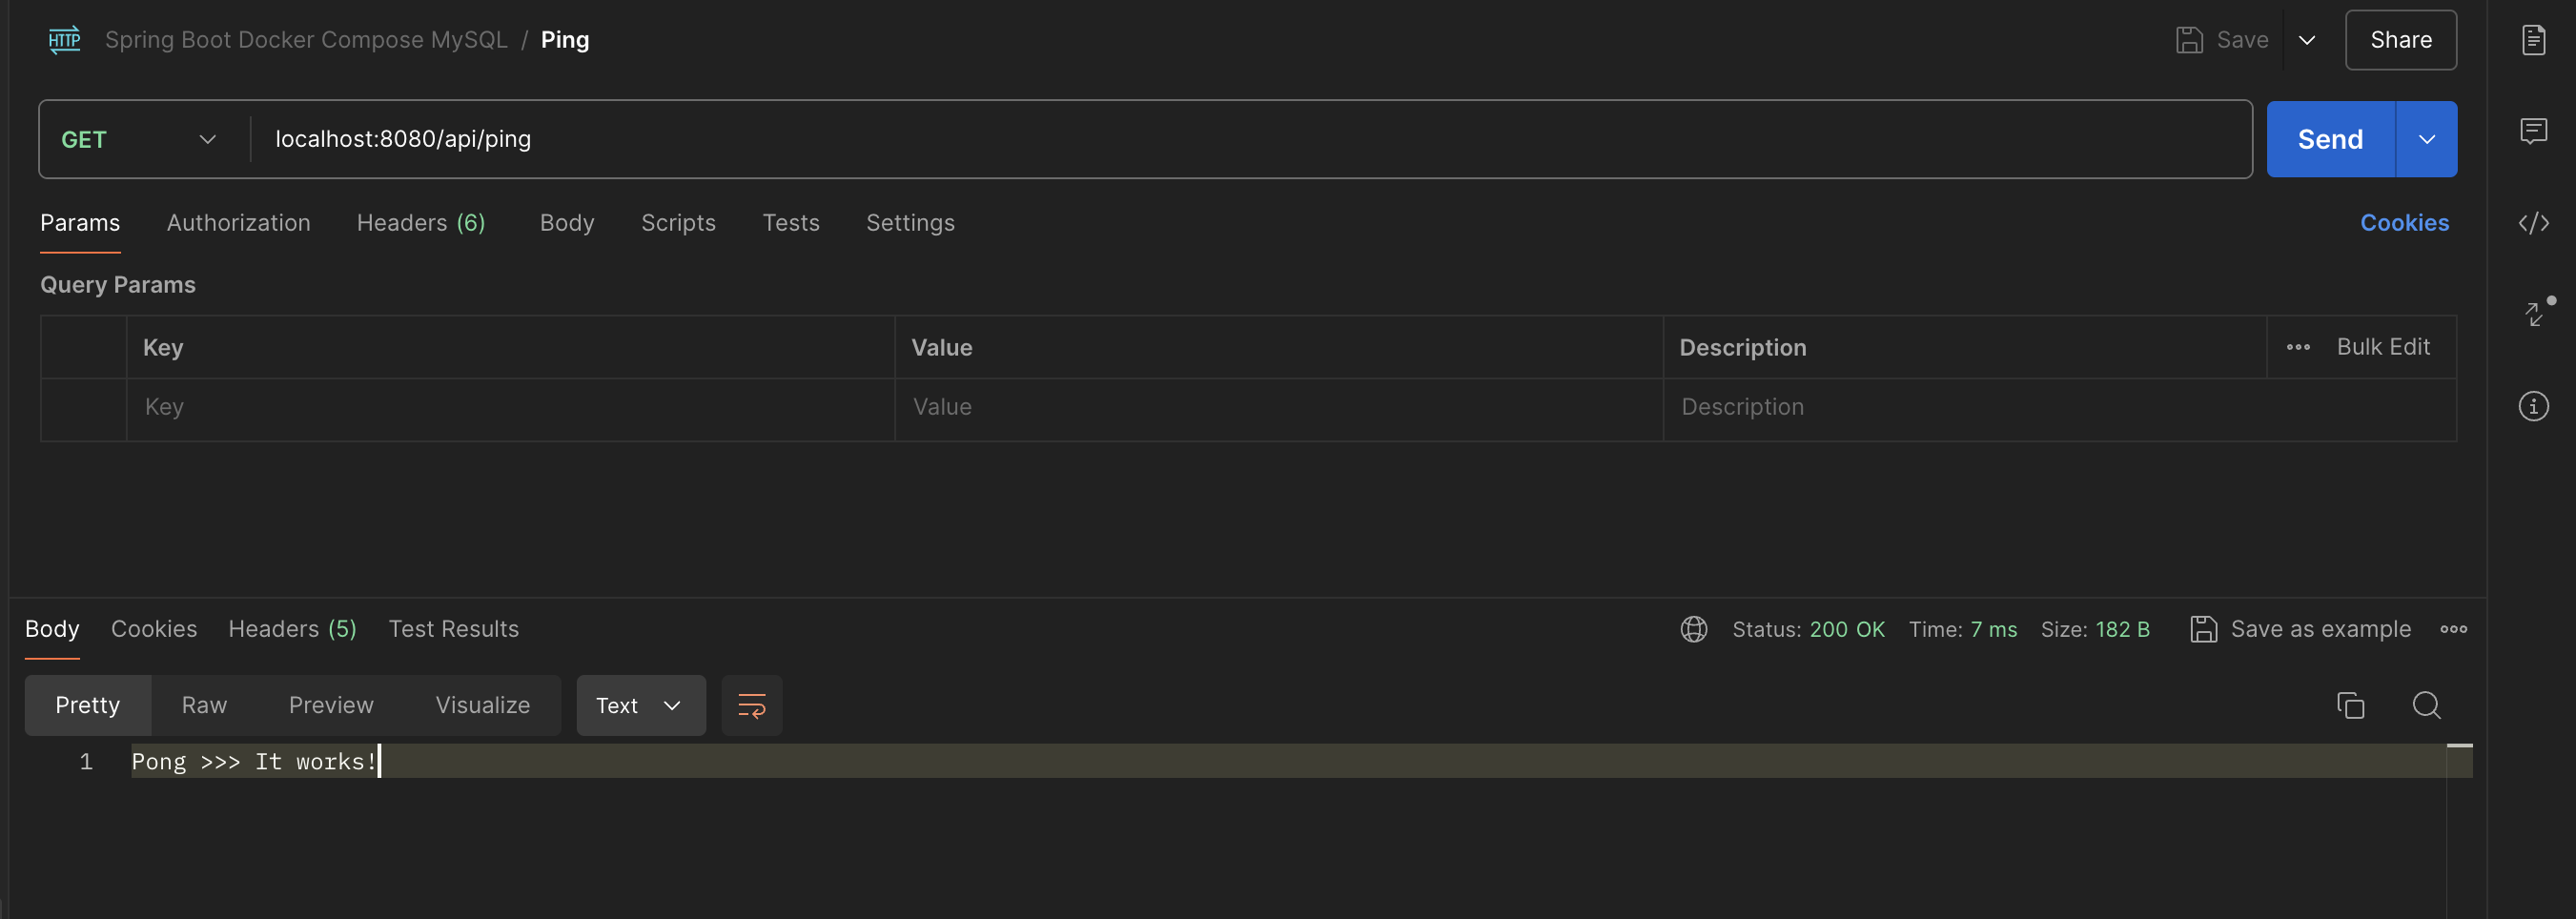 HTTP Spring Boot Docker Compose MySQL / Ping Save Share
GET localhost:8080/api/ping Send
Params Authorization Headers (6) Body Scripts Tests Settings Cookies
Query Params
Key Value Description Bulk Edit
Key Value Description
Body Cookies Headers (5) Test Results Status: 200 OK Time: 7 ms Size: 182 B Save as example
Pretty Raw Preview Visualize Text
1 Pong >>> It works!